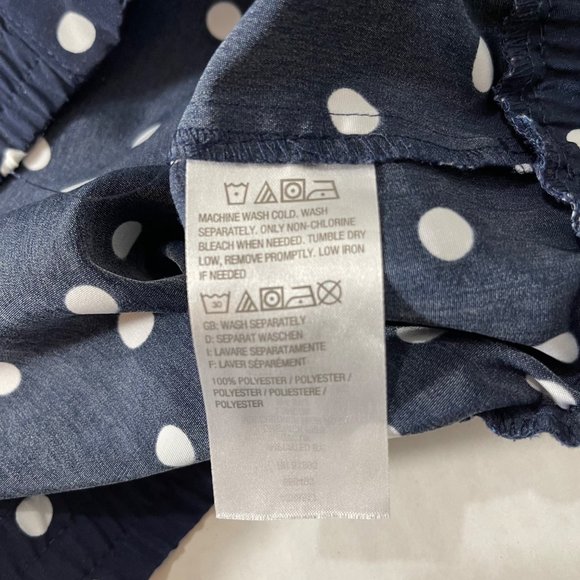 MACHINE WASH COLD. WASH
SEPARATELY. ONLY NON-CHLORINE
BLEACH WHEN NEEDED. TUMBLE DRY
LOW, REMOVE PROMPTLY. LOW IRON
IF NEEDED
30
GB: WASH SEPARATELY
D: SEPARAT WASCHEN
I: LAVARE SEPARATAMENTE
F: LAVER SÉPARÉMENT
100% POLYESTER / POLYESTER /
POLYESTER / POLIESTERE /
POLYESTER